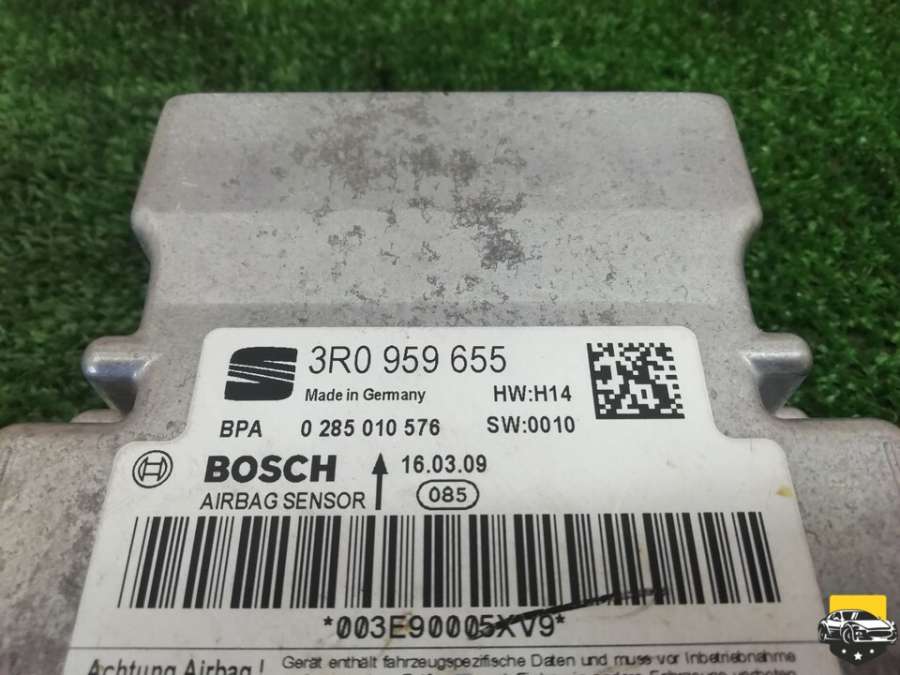 3R0 959 655
Made in Germany HW:H14
BPA 0 285 010 576 SW:0010
BOSCH 16.03.09
AIRBAG SENSOR 085
*003E90005XV9*
Achtung Airbag! Gerät enthält fahrzeugspezifische Daten und muss vor Inbetriebnahme